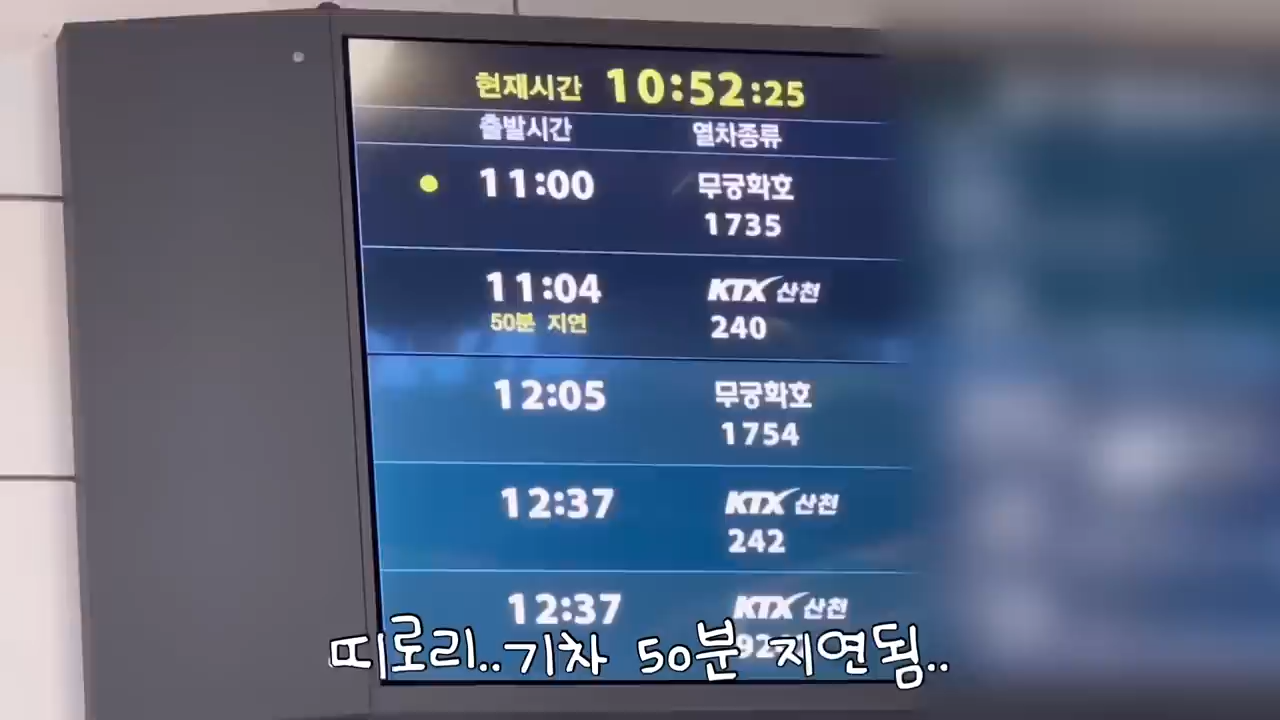 현재시간 10:52:25
출발시간 열차종류
11:00 무궁화호
1735
11:04 KTX 산천
50분 지연 240
12:05 무궁화호
1754
12:37 KTX 산천
242
12:37 KTX 산천
띠로리..기차 50분 지연됨..